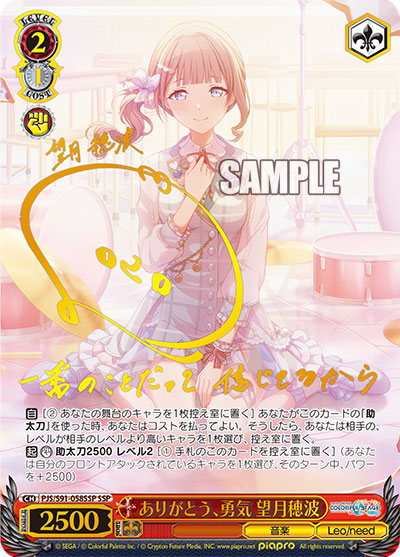 LEVEL
2
1
COST
望月 穂波
SAMPLE
一番のことだって 信じてるから
自 [② あなたの舞台のキャラを1枚控え室に置く] あなたがこのカードの「助
太刀」を使った時、あなたはコストを払ってよい。そうしたら、あなたは相手の、
レベルが相手のレベルより高いキャラを1枚選び、控え室に置く。
起 助太刀2500 レベル2 [① 手札のこのカードを控え室に置く] (あなた
は自分のフロントアタックされているキャラを1枚選び、そのターン中、パワー
を+2500)
CH PJS/S91-058SSP SSP
ありがとう、勇気 望月穂波
COLORFUL STAGE!
POWER
2500
SOUL
音楽
Leo/need
© SEGA / © Colorful Palette Inc. / © Crypton Future Media, INC. www.piapro.net piapro All rights reserved.